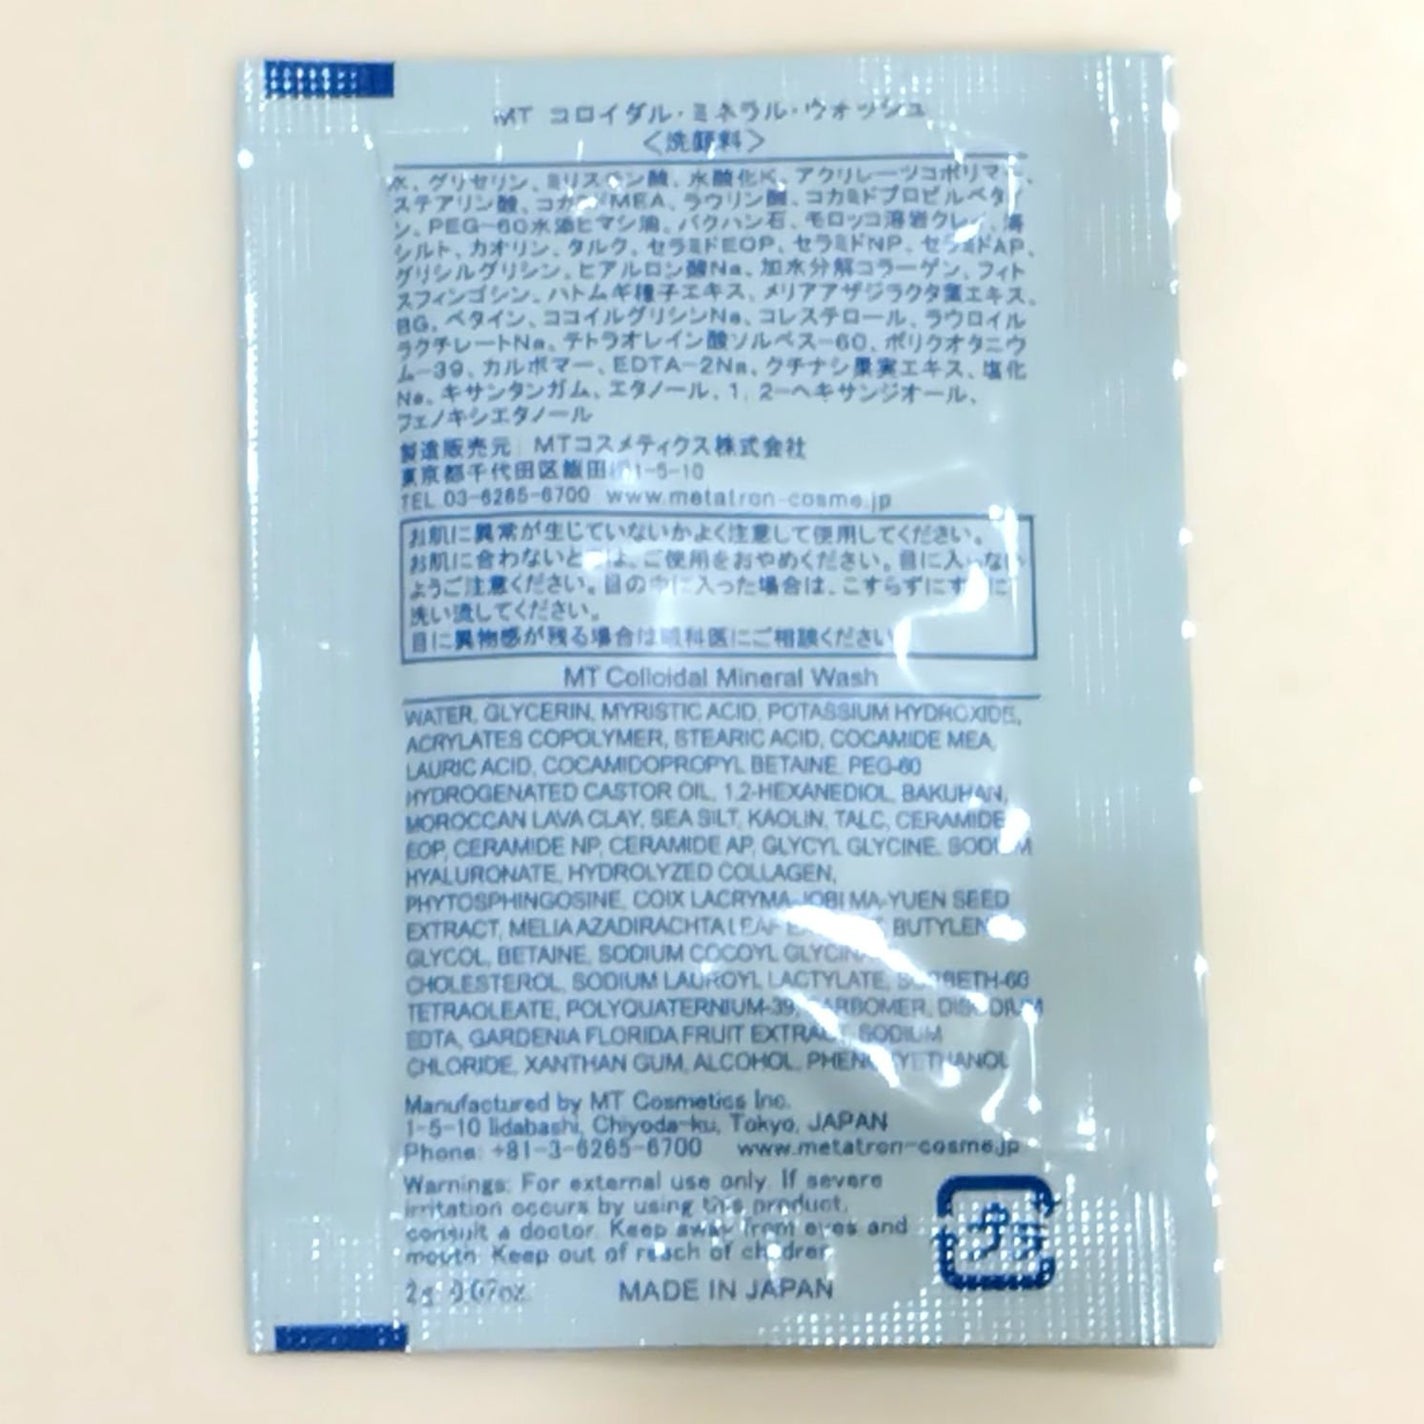 MT コロイダル・ミネラル・ウォッシュ
＜洗顔料＞
水、グリセリン、ミリスチン酸、水酸化K、アクリレーツコポリマー、
ステアリン酸、コカミドMEA、ラウリン酸、コカミドプロピルベタイ
ン、PEG-60水添ヒマシ油、バクハン石、モロッコ溶岩クレー、海
シルト、カオリン、タルク、セラミドEOP、セラミドNP、セラミドAP、
グリシルグリシン、ヒアルロン酸Na、加水分解コラーゲン、フィト
スフィンゴシン、ハトムギ種子エキス、メリアアザジラクタ葉エキス、
BG、ベタイン、ココイルグリシンNa、コレステロール、ラウロイル
ラクチレートNa、テトラオレイン酸ソルベス-60、ポリクオタニウ
ム-39、カルボマー、EDTA-2Na、クチナシ果実エキス、塩化
Na、キサンタンガム、エタノール、1, 2-ヘキサンジオール、
フェノキシエタノール
製造販売元: MTコスメティクス株式会社
東京都千代田区飯田橋1-5-10
TEL 03-6265-6700 www.metatron-cosme.jp
お肌に異常が生じていないかよく注意して使用してください。
お肌に合わないときは、ご使用をおやめください。目に入らない
ようご注意ください。目の中に入った場合は、こすらずにすぐに
洗い流してください。
目に異物感が残る場合は眼科医にご相談ください
MT Colloidal Mineral Wash
WATER, GLYCERIN, MYRISTIC ACID, POTASSIUM HYDROXIDE,
ACRYLATES COPOLYMER, STEARIC ACID, COCAMIDE MEA,
LAURIC ACID, COCAMIDOPROPYL BETAINE, PEG-60
HYDROGENATED CASTOR OIL, 1,2-HEXANEDIOL, BAKUHAN,
MOROCCAN LAVA CLAY, SEA SILT, KAOLIN, TALC, CERAMIDE
EOP, CERAMIDE NP, CERAMIDE AP, GLYCYL GLYCINE, SODIUM
HYALURONATE, HYDROLYZED COLLAGEN,
PHYTOSPHINGOSINE, COIX LACRYMA-JOBI MA-YUEN SEED
EXTRACT, MELIA AZADIRACHTA LEAF BUTYLENE
GLYCOL, BETAINE, SODIUM COCOYL
CHOLESTEROL, SODIUM LAUROYL LACTYLATE, SORBETH-60
TETRAOLEATE, POLYQUATERNIUM-39, CARBOMER, DISODIUM
EDTA, GARDENIA FLORIDA FRUIT EXTRACT, SODIUM
CHLORIDE, XANTHAN GUM, ALCOHOL, PHENOXYETHANOL
Manufactured by MT Cosmetics Inc.
1-5-10 Iidabashi, Chiyoda-ku, Tokyo, JAPAN
Phone: +81-3-6265-6700 www.metatron-cosme.jp
Warnings: For external use only. If severe
irritation occurs by using this product,
consult a doctor. Keep away from eyes and
mouth. Keep out of reach of children
2g 0.07oz. MADE IN JAPAN
プラ